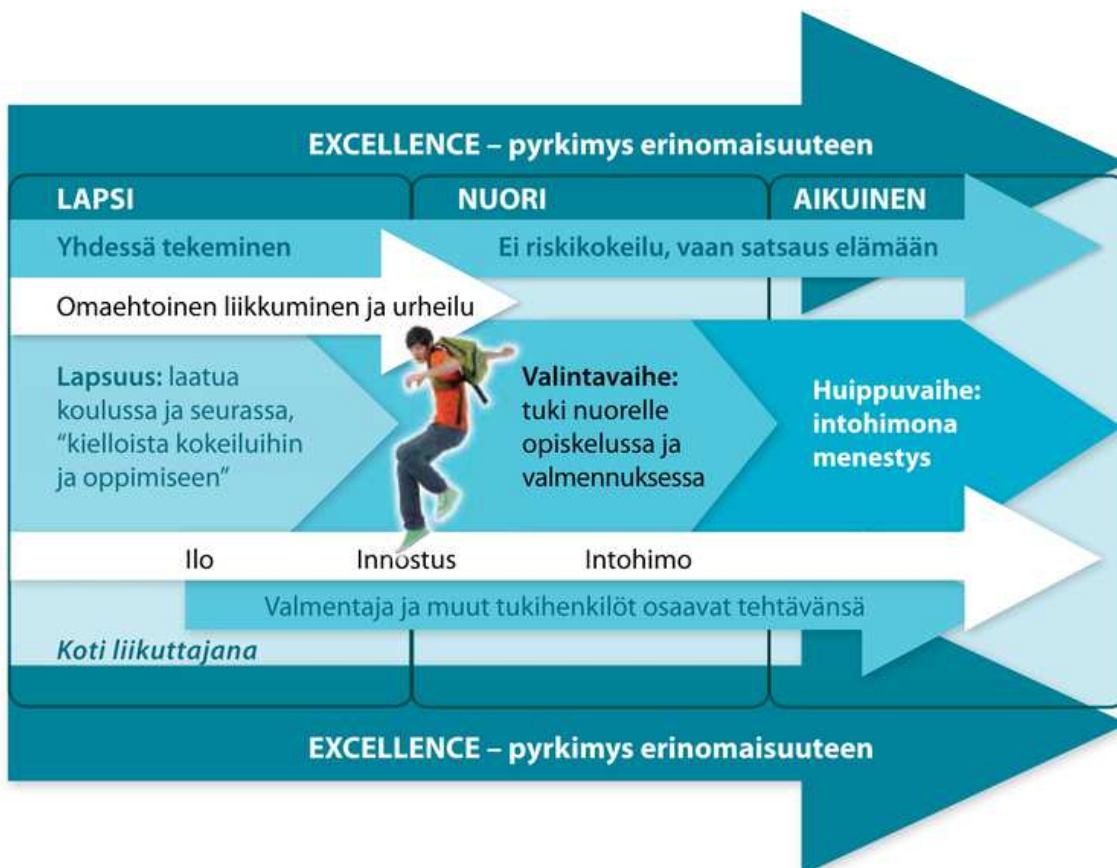 EXCELLENCE – pyrkimys erinomaisuuteen
LAPSI
NUORI
AIKUINEN
Yhdessä tekeminen
Ei riskikokeilu, vaan satsaus elämään
Omaehtoinen liikkuminen ja urheilu
Lapsuus: laatua
koulussa ja seurassa,
“kielloista kokeiluihin
ja oppimiseen”
Valintavaihe:
tuki nuorelle
opiskelussa ja
valmennuksessa
Huippuvaihe:
intohimona
menestys
Ilo
Innostus
Intohimo
Valmentaja ja muut tukihenkilöt osaavat tehtävänsä
Koti liikuttajana
EXCELLENCE – pyrkimys erinomaisuuteen